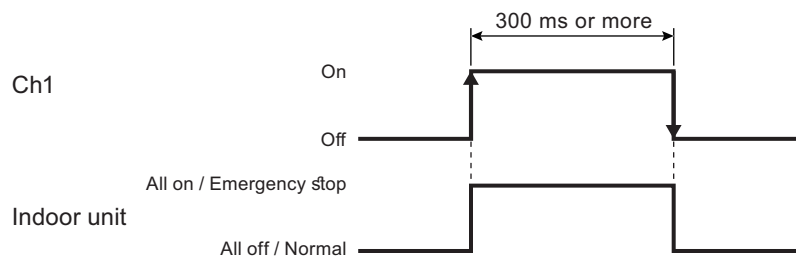 300 ms or more
Ch1
On
Off
All on / Emergency stop
Indoor unit
All off / Normal